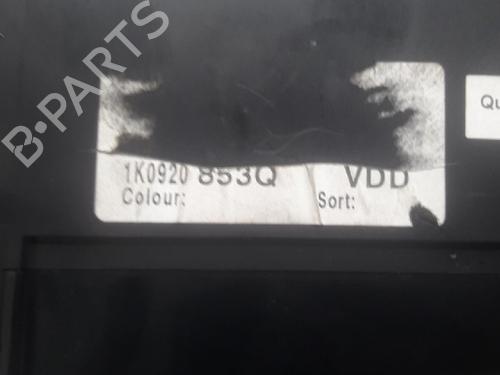 B-PARTS
Qu
1K0920 853Q VDD
Colour: Sort: